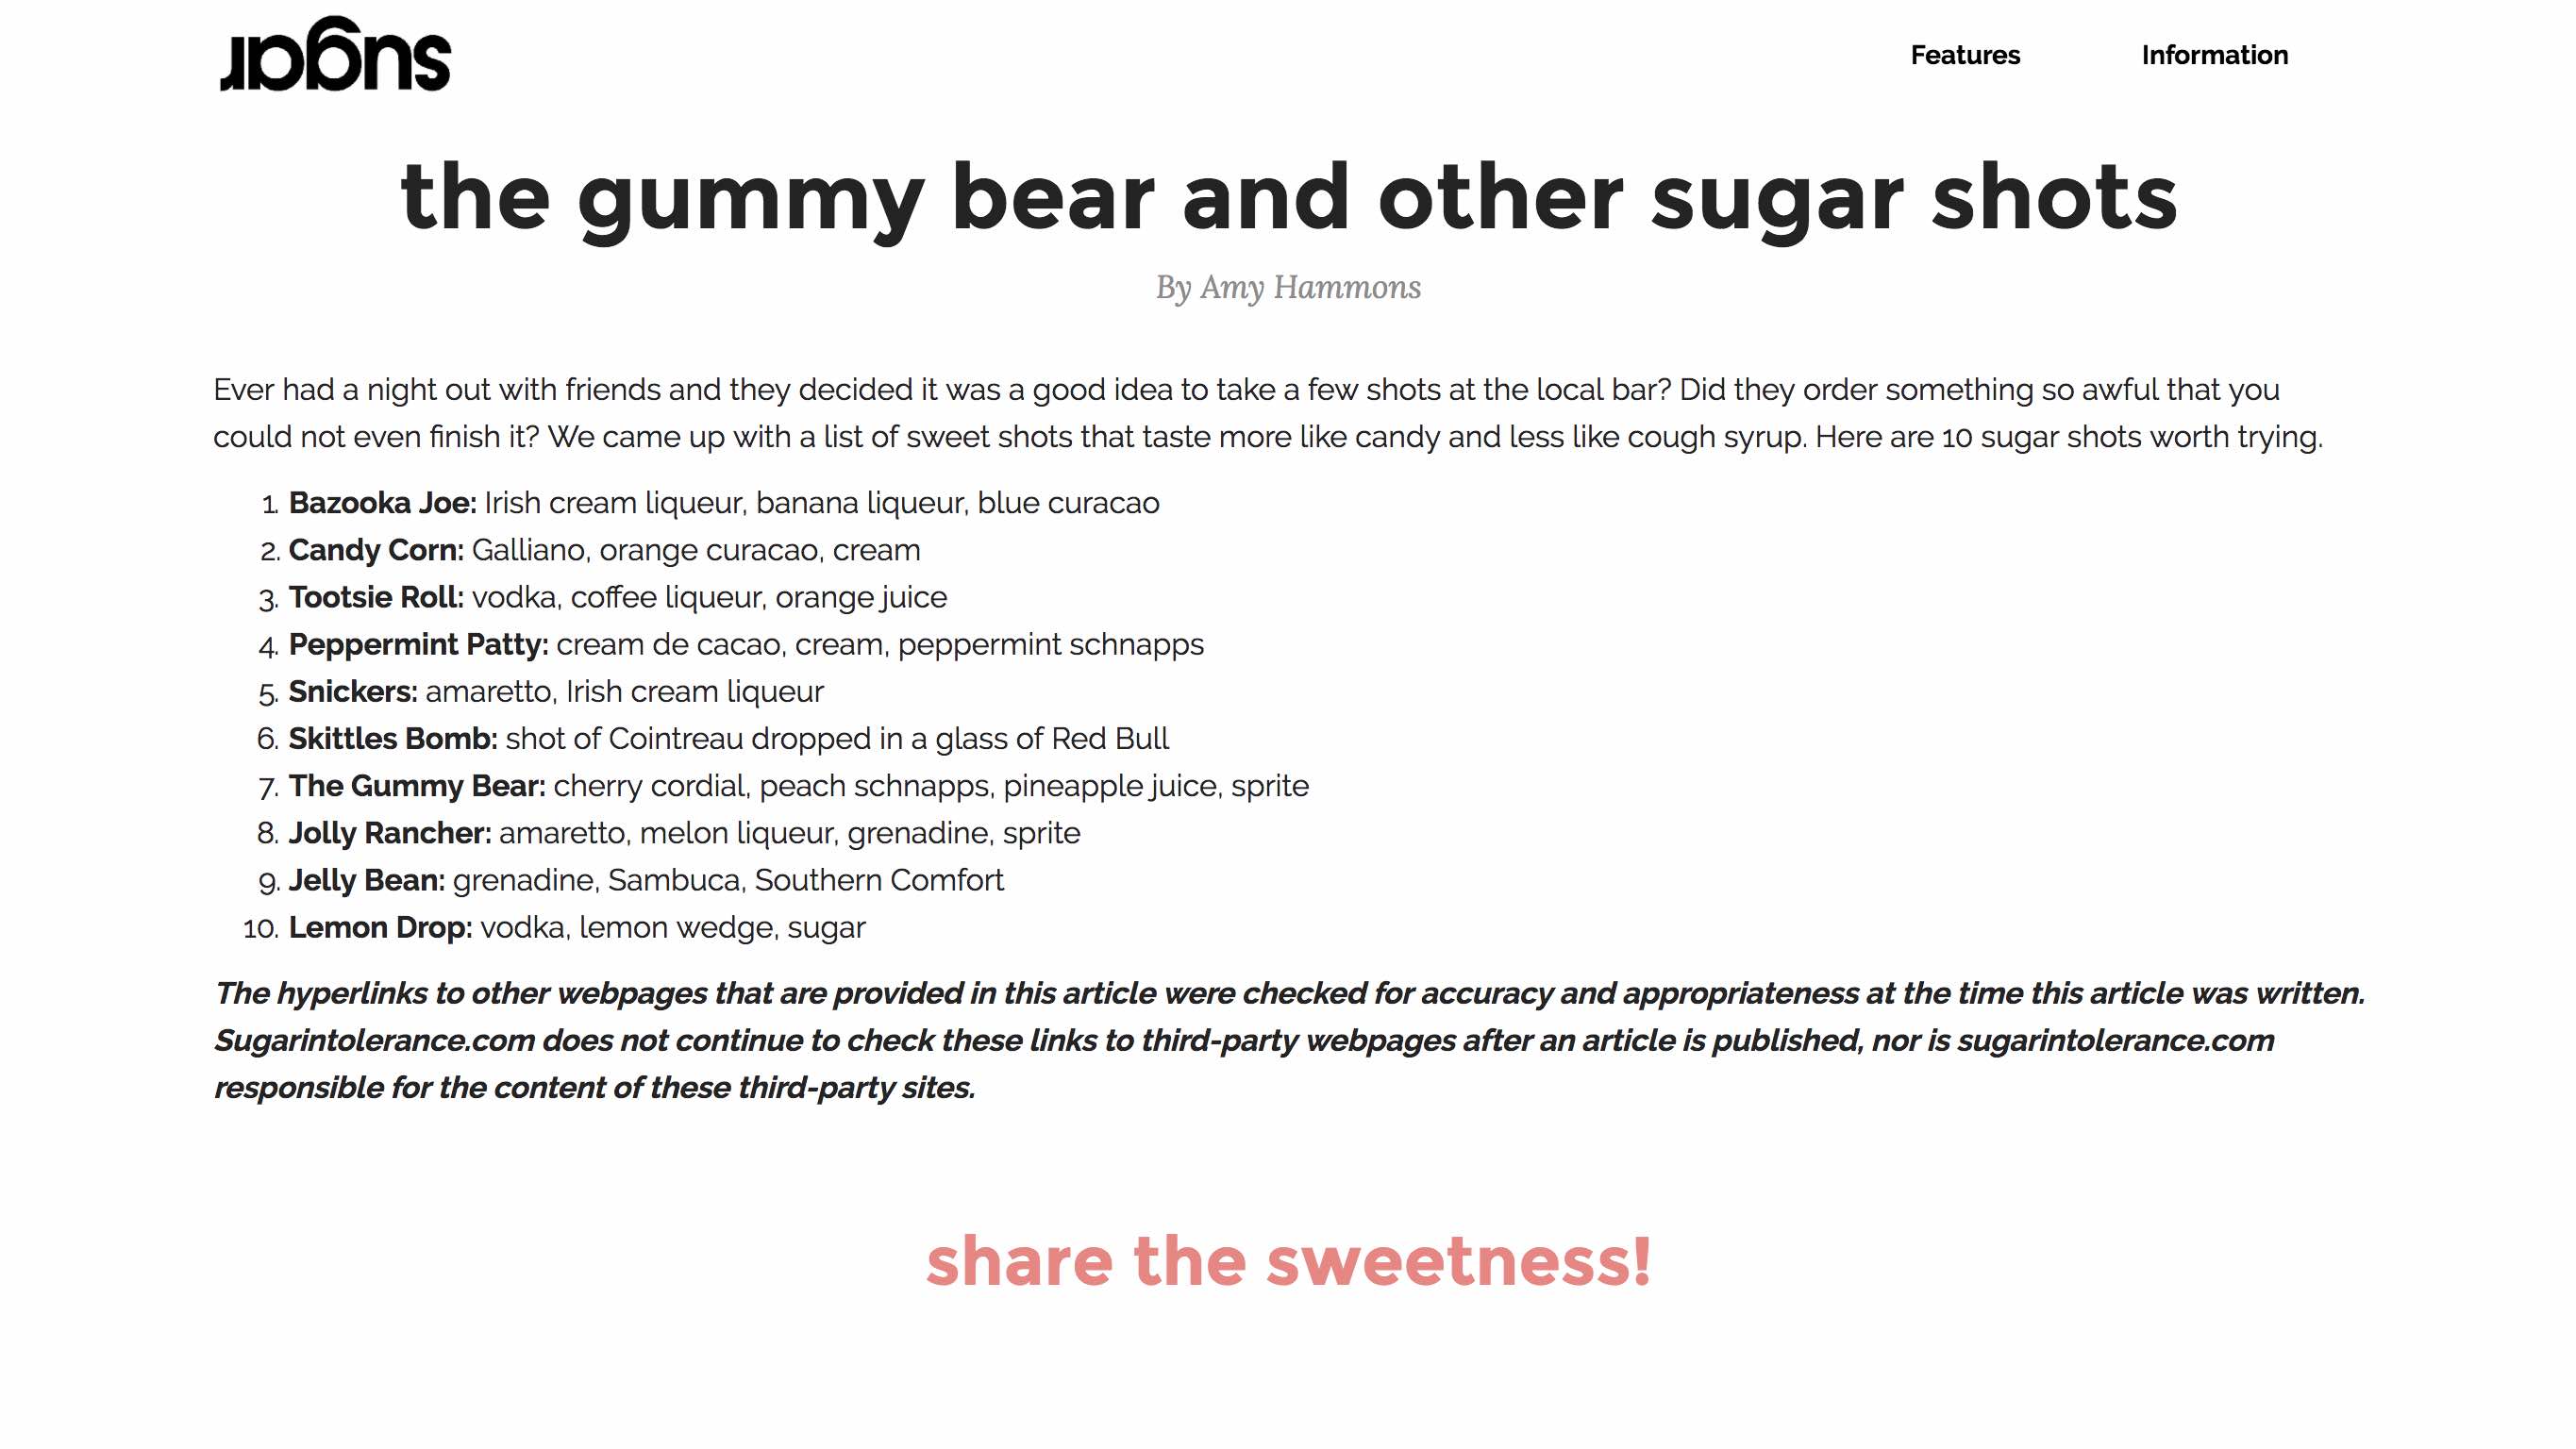 sugar
Features
Information
the gummy bear and other sugar shots
By Amy Hammons
Ever had a night out with friends and they decided it was a good idea to take a few shots at the local bar? Did they order something so awful that you
could not even finish it? We came up with a list of sweet shots that taste more like candy and less like cough syrup. Here are 10 sugar shots worth trying.
1. Bazooka Joe: Irish cream liqueur, banana liqueur, blue curacao
2. Candy Corn: Galliano, orange curacao, cream
3. Tootsie Roll: vodka, coffee liqueur, orange juice
4. Peppermint Patty: cream de cacao, cream, peppermint schnapps
5. Snickers: amaretto, Irish cream liqueur
6. Skittles Bomb: shot of Cointreau dropped in a glass of Red Bull
7. The Gummy Bear: cherry cordial, peach schnapps, pineapple juice, sprite
8. Jolly Rancher: amaretto, melon liqueur, grenadine, sprite
9. Jelly Bean: grenadine, Sambuca, Southern Comfort
10. Lemon Drop: vodka, lemon wedge, sugar
The hyperlinks to other webpages that are provided in this article were checked for accuracy and appropriateness at the time this article was written.
Sugarintolerance.com does not continue to check these links to third-party webpages after an article is published, nor is sugarintolerance.com
responsible for the content of these third-party sites.
share the sweetness!